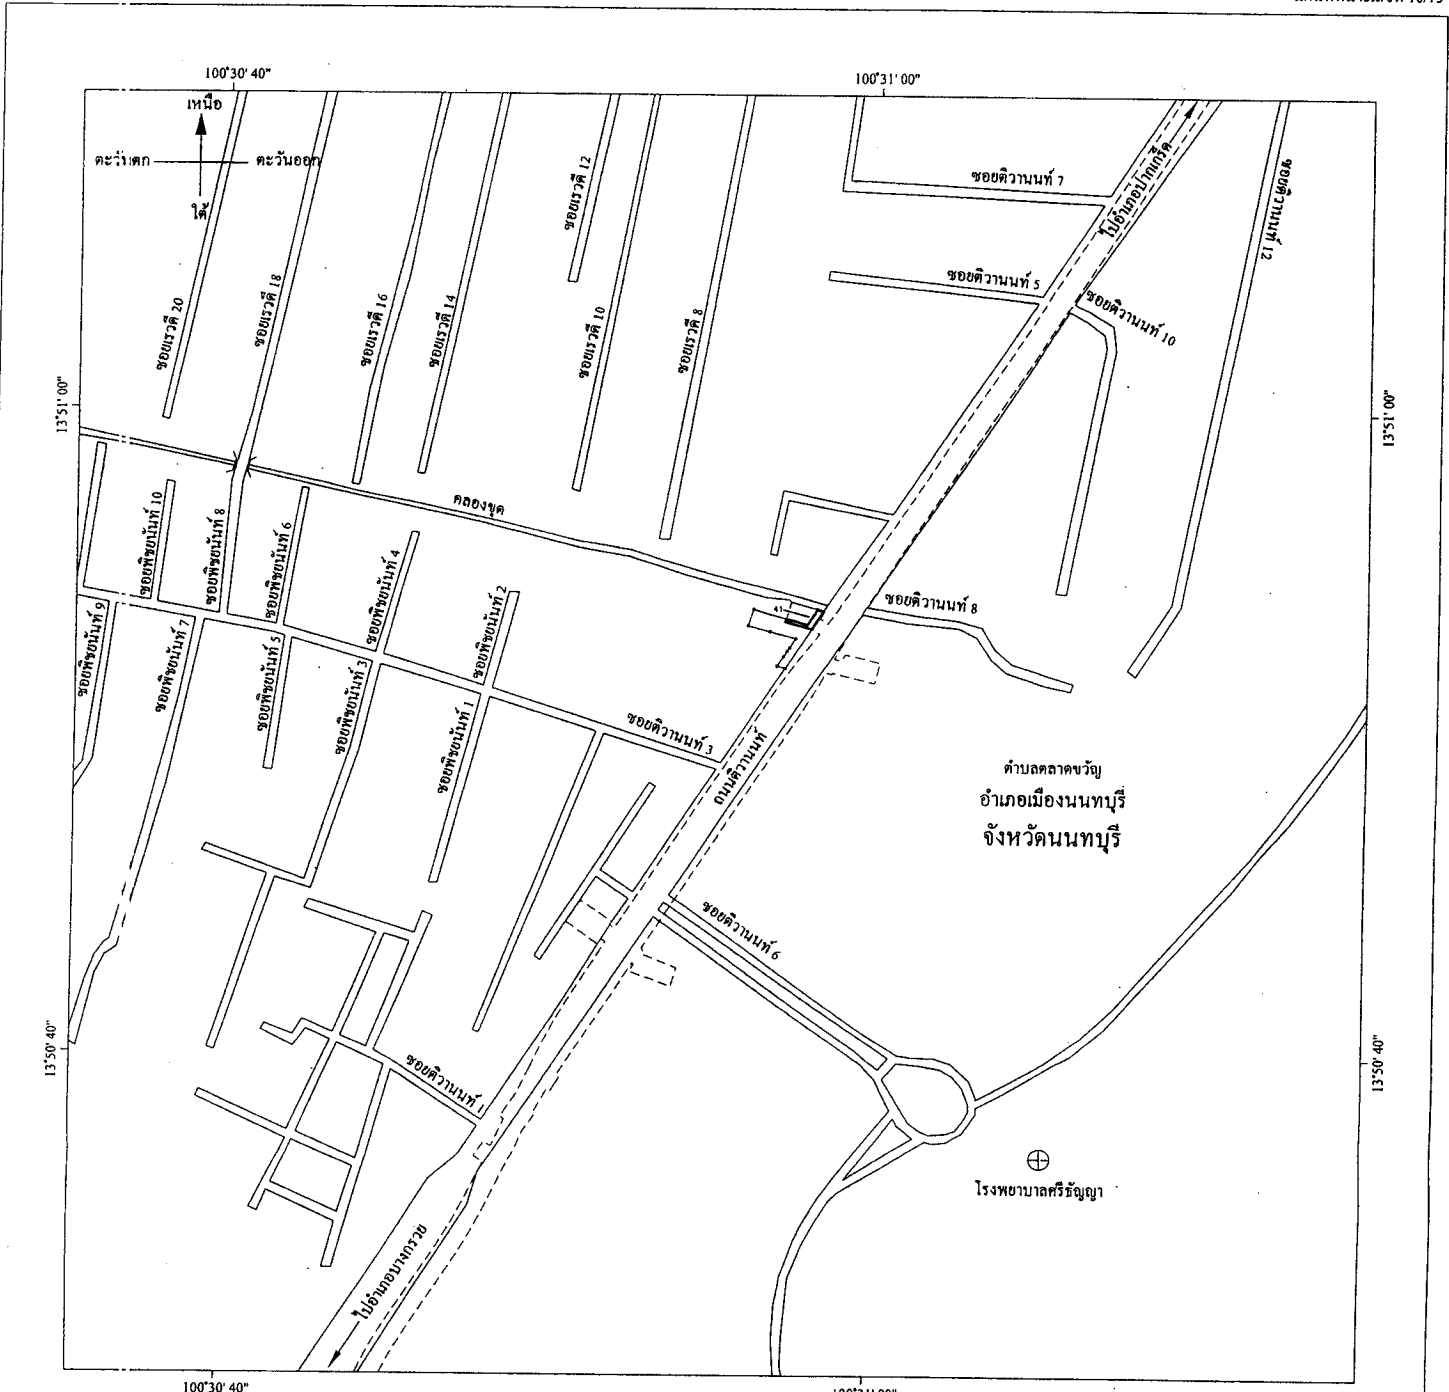 100°30' 40"
100°31' 00"
เหนือ
ตะวันตก
ตะวันออก
ใต้
ซอยเรวดี 20
ซอยเรวดี 18
ซอยเรวดี 16
ซอยเรวดี 14
ซอยเรวดี 12
ซอยเรวดี 10
ซอยเรวดี 8
ซอยติวานนท์ 7
ไปอำเภอปากเกร็ด
ซอยติวานนท์ 12
ซอยติวานนท์ 5
ซอยติวานนท์ 10
13°51' 00"
13°51' 00"
คลองขุด
ซอยพิชยนันท์ 10
ซอยพิชยนันท์ 8
ซอยพิชยนันท์ 6
ซอยพิชยนันท์ 4
ซอยพิชยนันท์ 2
41
ซอยติวานนท์ 8
ซอยพิชยนันท์ 9
ซอยพิชยนันท์ 7
ซอยพิชยนันท์ 5
ซอยพิชยนันท์ 3
ซอยพิชยนันท์ 1
ซอยติวานนท์ 3
ถนนติวานนท์
ตำบลตลาดขวัญ
อำเภอเมืองนนทบุรี
จังหวัดนนทบุรี
ซอยติวานนท์ 6
13°50' 40"
13°50' 40"
ซอยติวานนท์ 1
โรงพยาบาลศรีธัญญา
ไปอำเภอบางกรวย
100°30' 40"